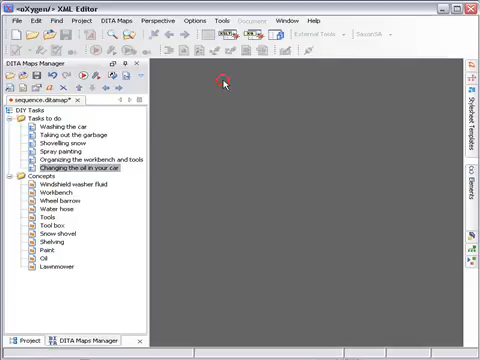 <oXygen/> XML Editor
File Edit Find Project DITA Maps Perspective Options Tools Document Window Help
External Tools
SaxonSA
DITA Maps Manager
sequence.ditamap*
DIY Tasks
Tasks to do
Washing the car
Taking out the garbage
Shovelling snow
Spray painting
Organizing the workbench and tools
Changing the oil in your car
Concepts
Windshield washer fluid
Workbench
Wheel barrow
Water hose
Tools
Tool box
Snow shovel
Shelving
Paint
Oil
Lawnmower
Stylesheet Templates
Elements
Project
DITA Maps Manager